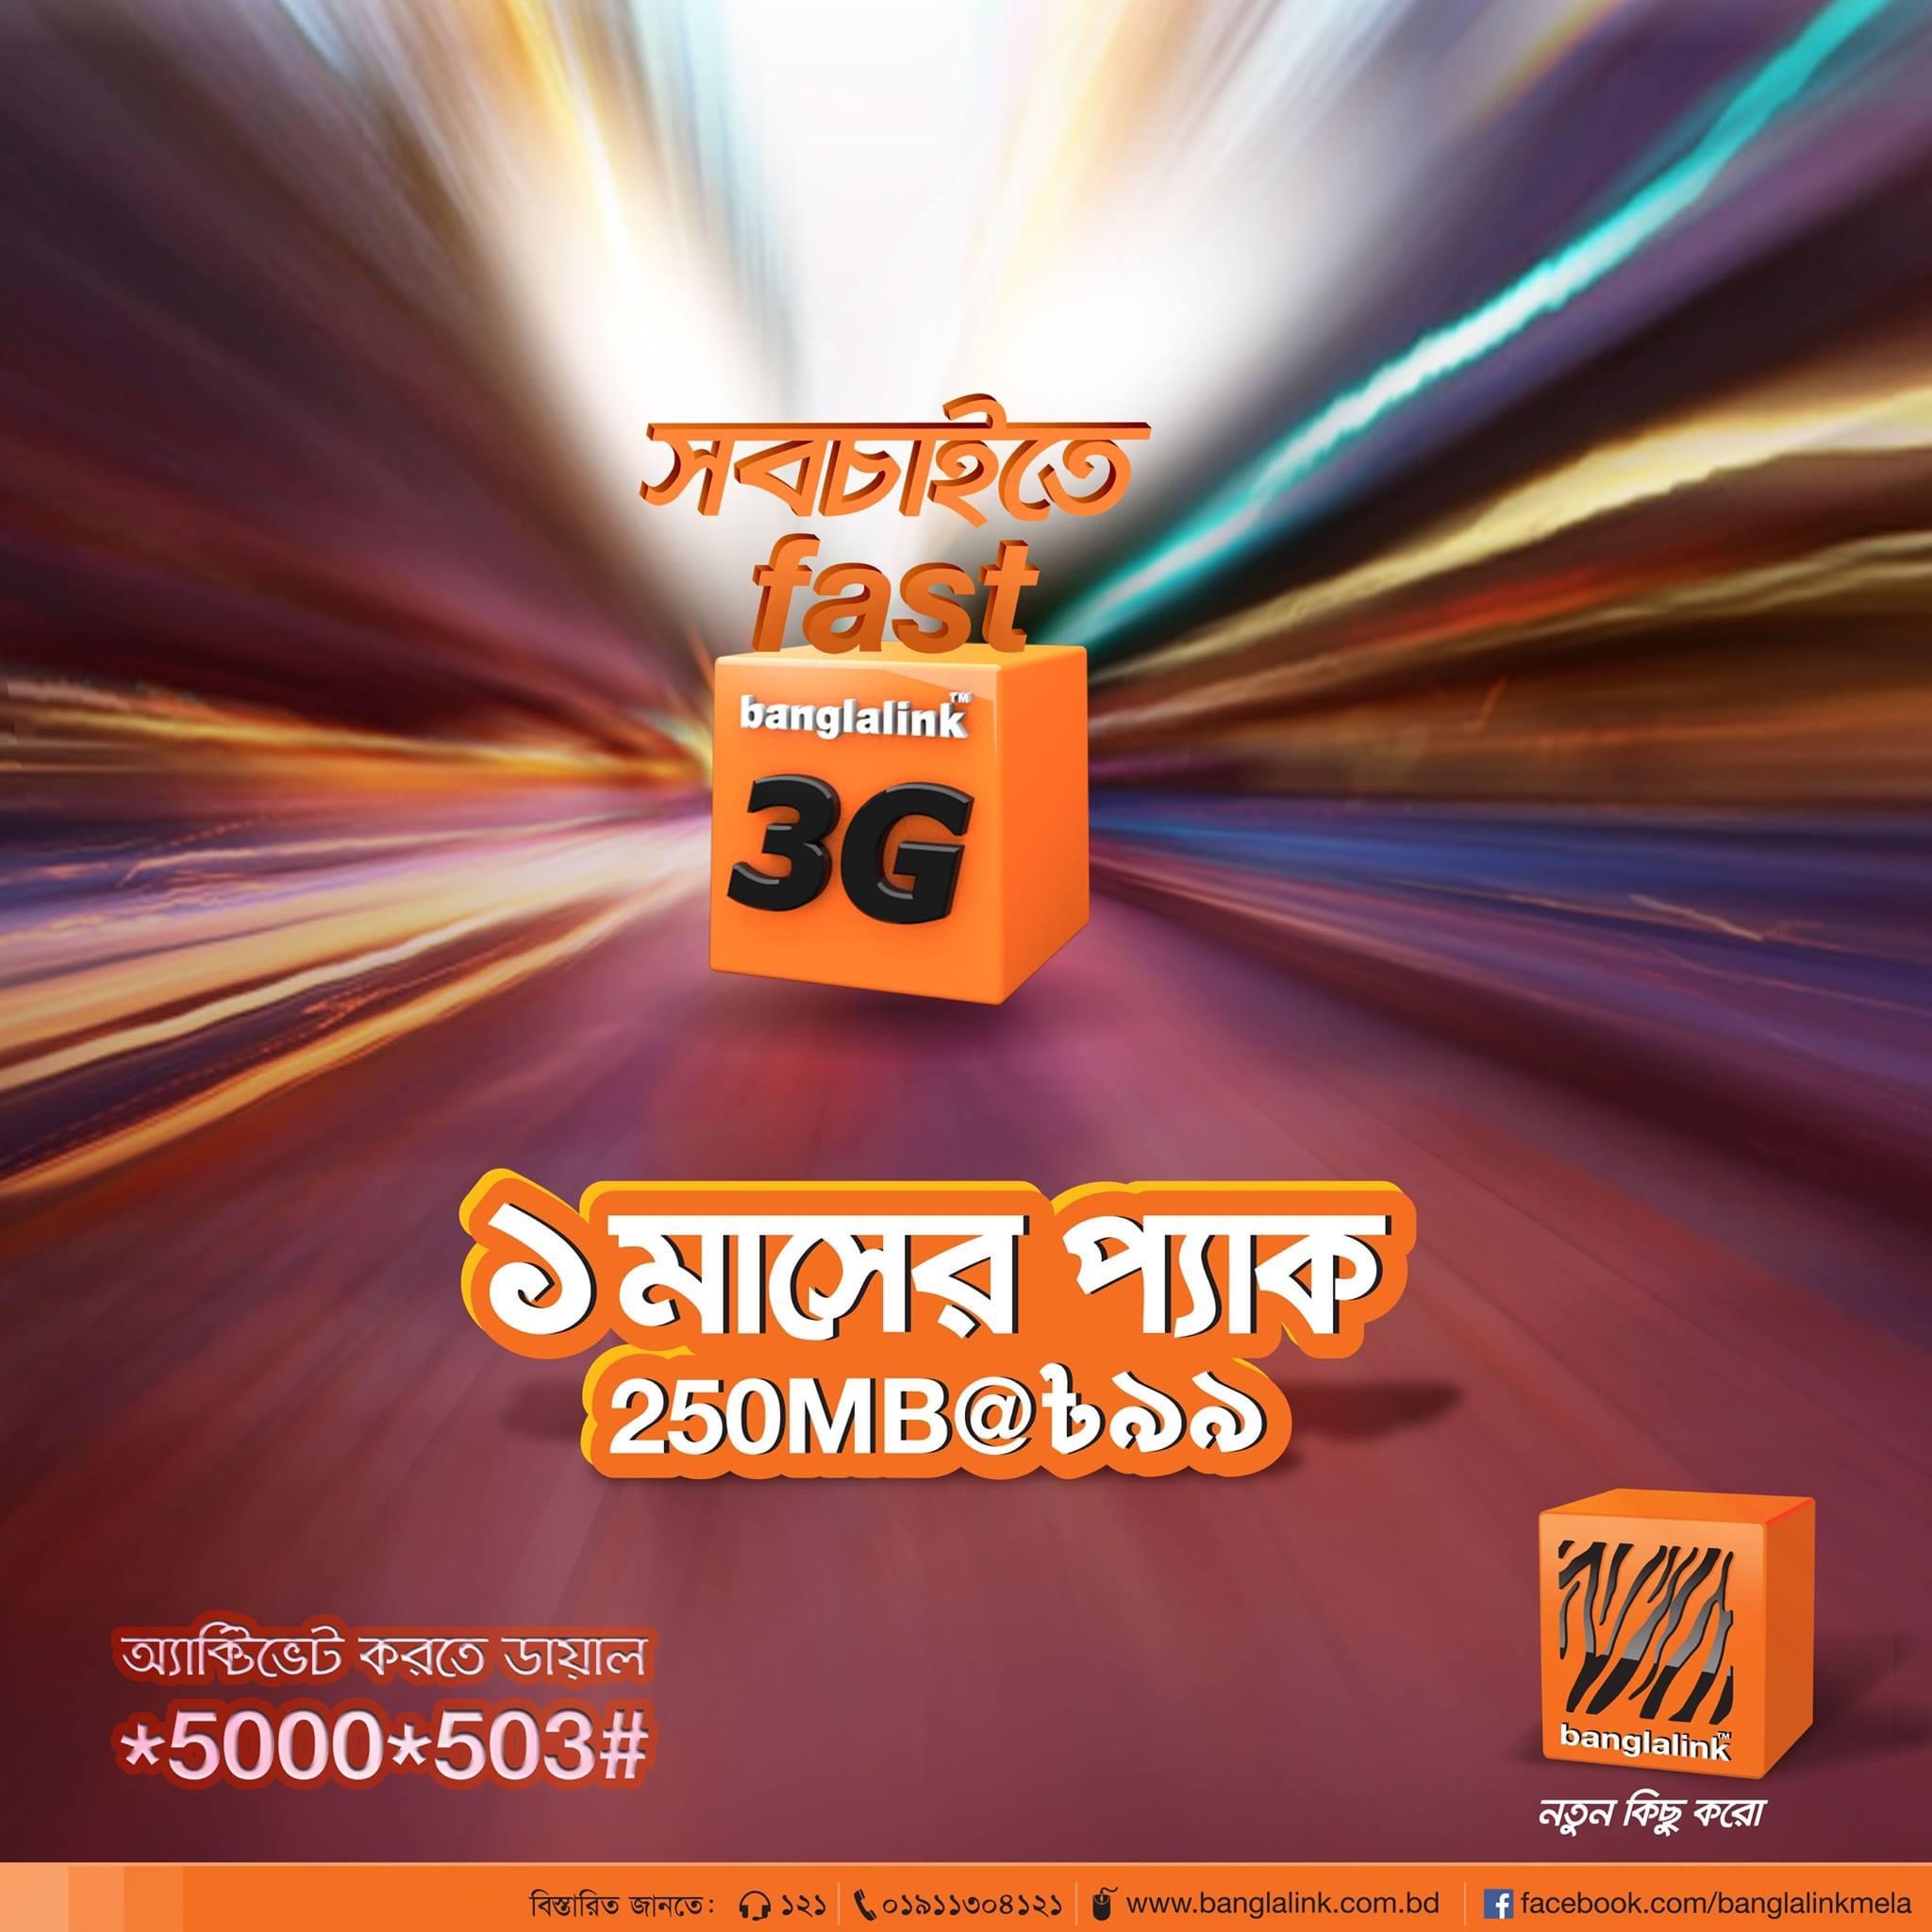 সবচাইতে
fast
banglalink™
3G
১ মাসের প্যাক
250MB@৳৯৯
অ্যাক্টিভেট করতে ডায়াল
*5000*503#
banglalink™
নতুন কিছু করো
বিস্তারিত জানতে: ১২১ | ০১৯১১৩০৪১২১ | www.banglalink.com.bd | facebook.com/banglalinkmela